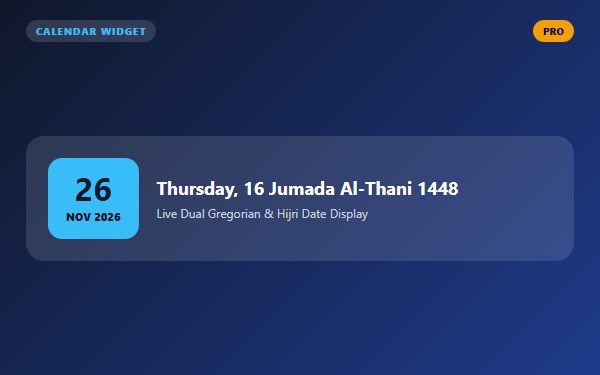 CALENDAR WIDGET
PRO
26
NOV 2026
Thursday, 16 Jumada Al-Thani 1448
Live Dual Gregorian & Hijri Date Display